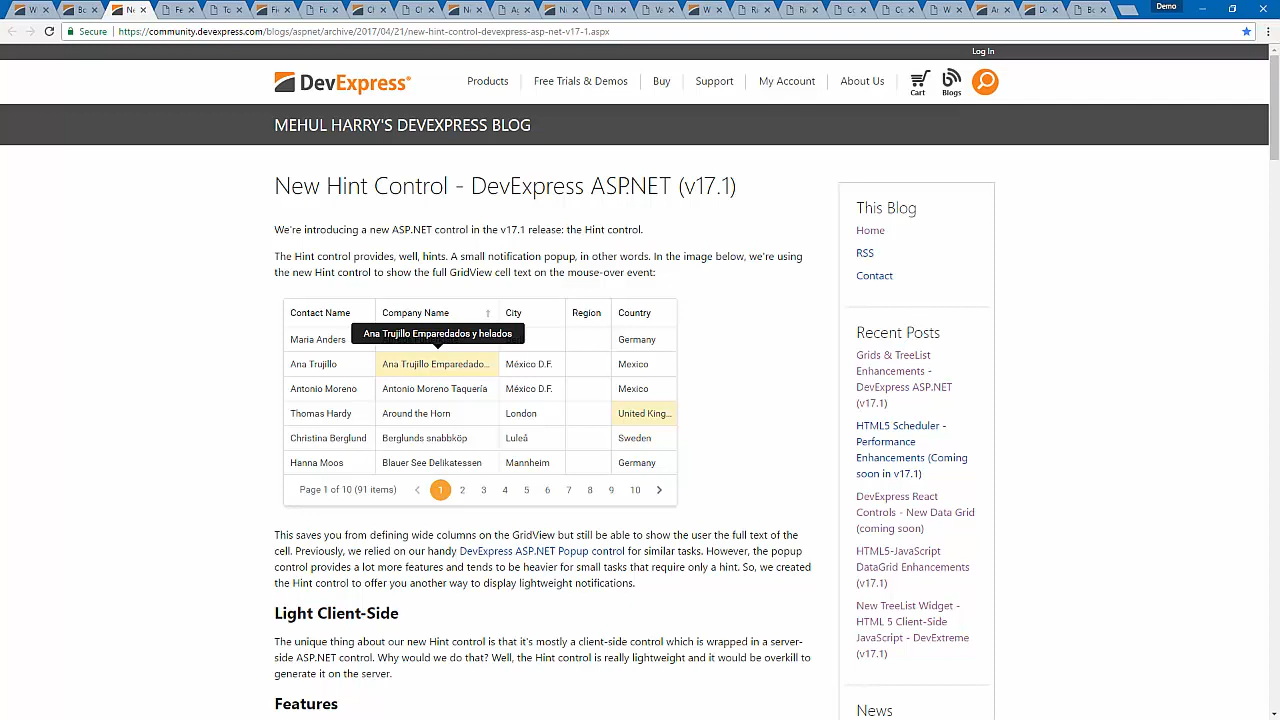 Demo
Secure https://community.devexpress.com/blogs/aspnet/archive/2017/04/21/new-hint-control-devexpress-asp-net-v17-1.aspx
Log In
DevExpress®
Products Free Trials & Demos Buy Support My Account About Us Cart Blogs
MEHUL HARRY'S DEVEXPRESS BLOG
New Hint Control - DevExpress ASP.NET (v17.1)
We're introducing a new ASP.NET control in the v17.1 release: the Hint control.
The Hint control provides, well, hints. A small notification popup, in other words. In the image below, we're using
the new Hint control to show the full GridView cell text on the mouse-over event:
Contact Name Company Name City Region Country
Maria Anders Germany
Ana Trujillo Emparedados y helados
Ana Trujillo Ana Trujillo Emparedado... México D.F. Mexico
Antonio Moreno Antonio Moreno Taquería México D.F. Mexico
Thomas Hardy Around the Horn London United King...
Christina Berglund Berglunds snabbköp Luleå Sweden
Hanna Moos Blauer See Delikatessen Mannheim Germany
Page 1 of 10 (91 items) 1 2 3 4 5 6 7 8 9 10
This saves you from defining wide columns on the GridView but still be able to show the user the full text of the
cell. Previously, we relied on our handy DevExpress ASP.NET Popup control for similar tasks. However, the popup
control provides a lot more features and tends to be heavier for small tasks that require only a hint. So, we created
the Hint control to offer you another way to display lightweight notifications.
Light Client-Side
The unique thing about our new Hint control is that it's mostly a client-side control which is wrapped in a server-
side ASP.NET control. Why would we do that? Well, the Hint control is really lightweight and it would be overkill to
generate it on the server.
Features
This Blog
Home
RSS
Contact
Recent Posts
Grids & TreeList
Enhancements -
DevExpress ASP.NET
(v17.1)
HTML5 Scheduler -
Performance
Enhancements (Coming
soon in v17.1)
DevExpress React
Controls - New Data Grid
(coming soon)
HTML5-JavaScript
DataGrid Enhancements
(v17.1)
New TreeList Widget -
HTML 5 Client-Side
JavaScript - DevExtreme
(v17.1)
News